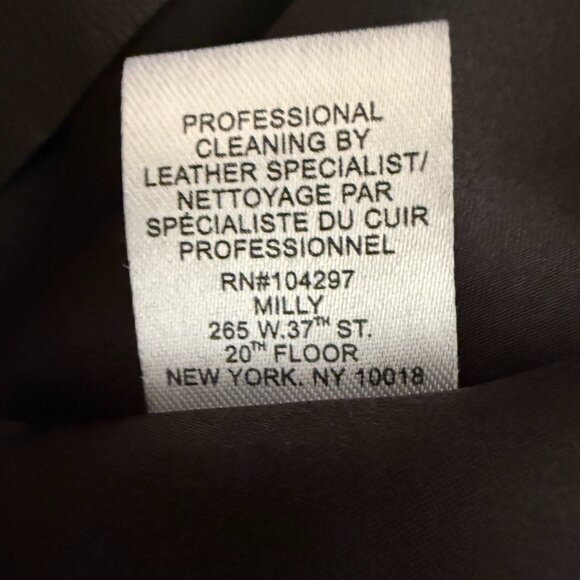 PROFESSIONAL
CLEANING BY
LEATHER SPECIALIST/
NETTOYAGE PAR
SPÉCIALISTE DU CUIR
PROFESSIONNEL
RN#104297
MILLY
265 W.37TH ST.
20TH FLOOR
NEW YORK, NY 10018